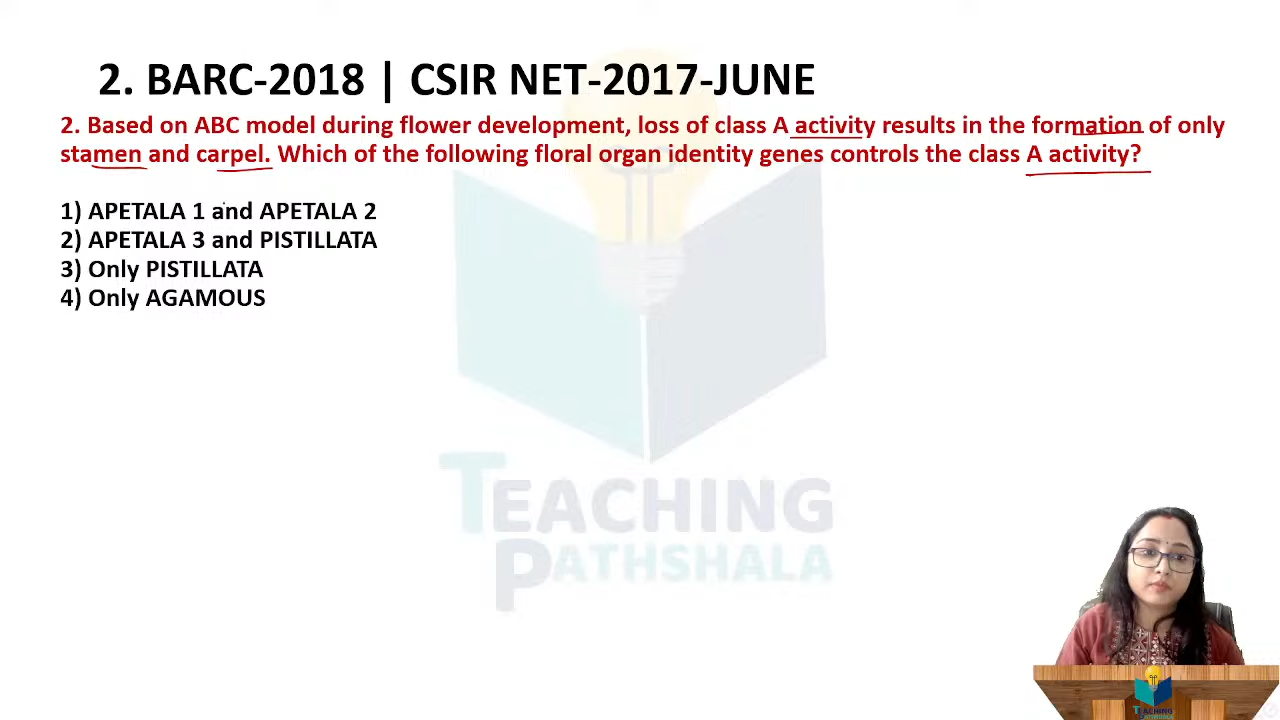 2. BARC-2018 | CSIR NET-2017-JUNE
2. Based on ABC model during flower development, loss of class A activity results in the formation of only
stamen and carpel. Which of the following floral organ identity genes controls the class A activity?
1) APETALA 1 and APETALA 2
2) APETALA 3 and PISTILLATA
3) Only PISTILLATA
4) Only AGAMOUS
TEACHING
PATHSHALA
TEACHING
PATHSHALA